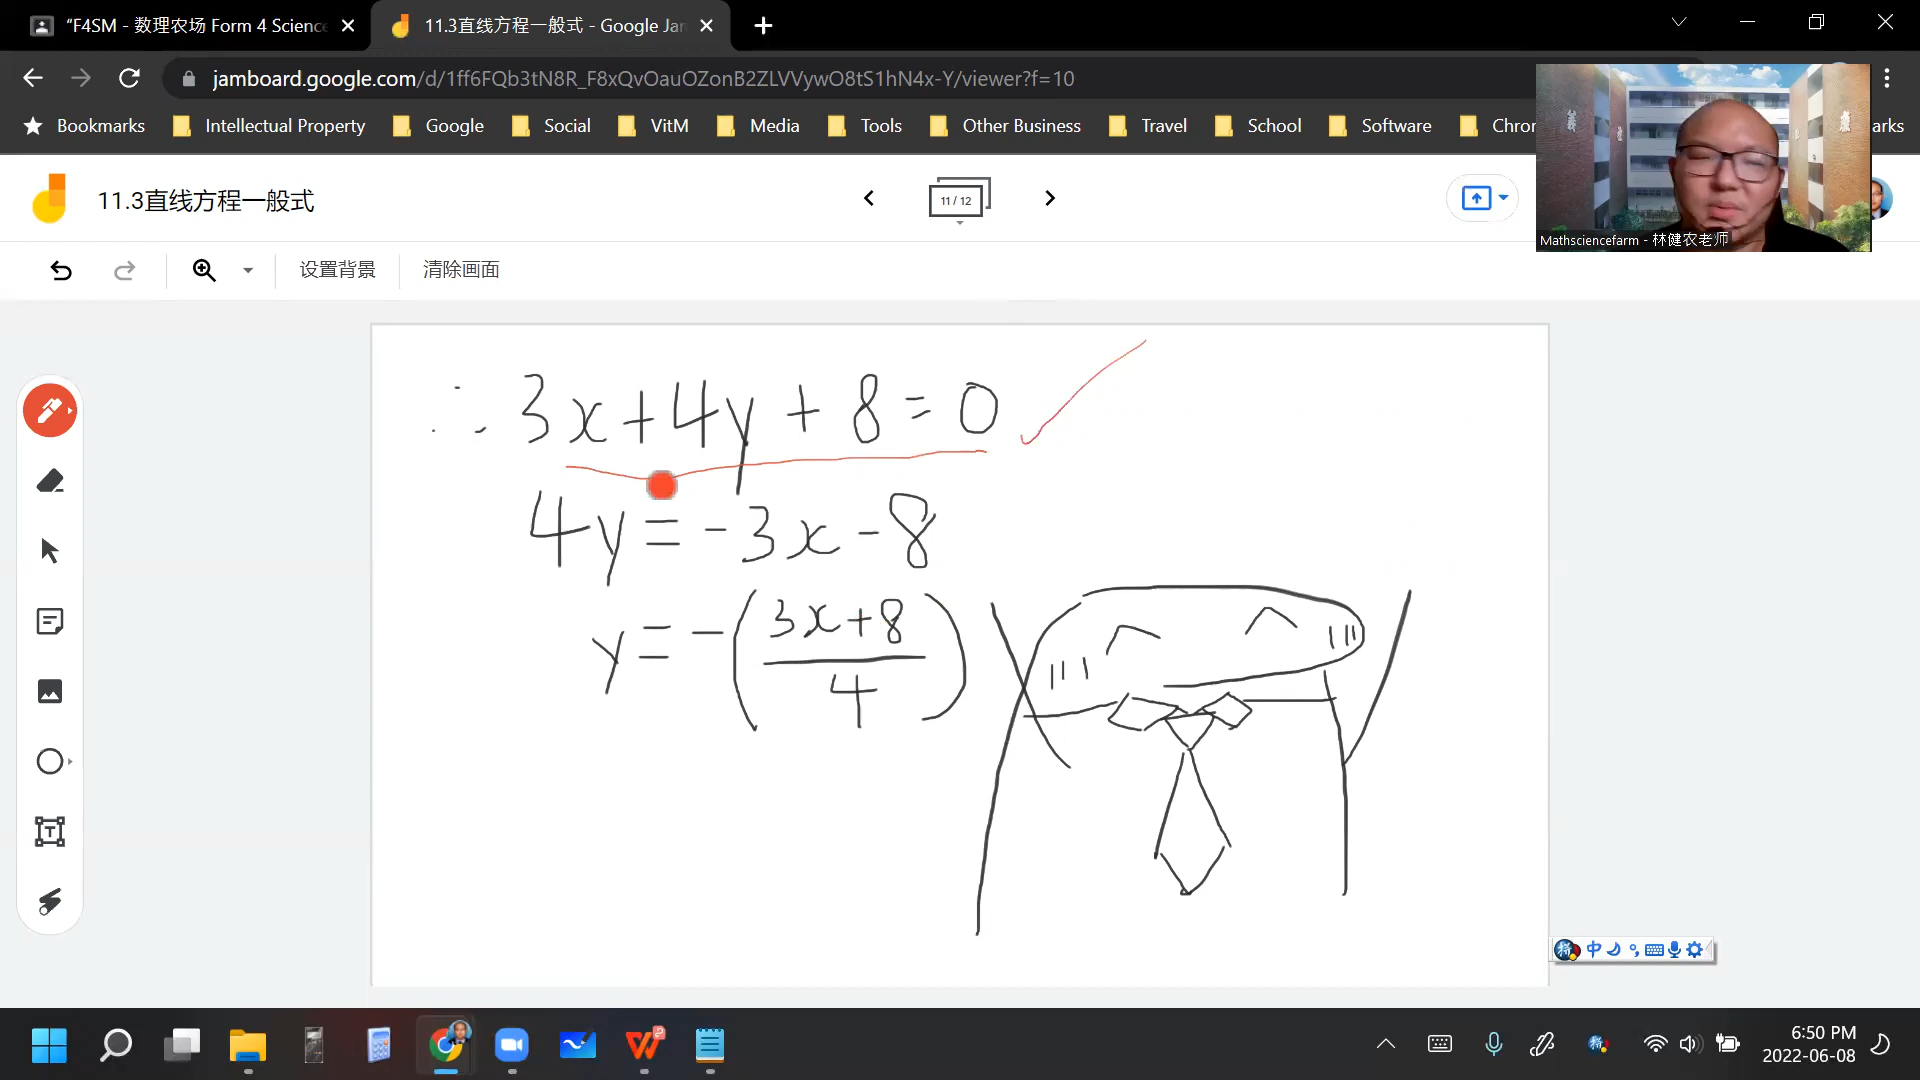 “F4SM - 数理农场 Form 4 Scienc
11.3直线方程一般式 - Google Jar
jamboard.google.com/d/1ff6FQb3tN8R_F8xQvOauOZonB2ZLVVywO8tS1hN4x-Y/viewer?f=10
Bookmarks Intellectual Property Google Social VitM Media Tools Other Business Travel School Software Chror arks
11.3直线方程一般式
11 / 12
Mathsciencefarm - 林健农老师
设置背景 清除画面
∴ 3x+4y+8=0
4y=-3x-8
y=-(3x+8/4)
中
6:50 PM
2022-06-08